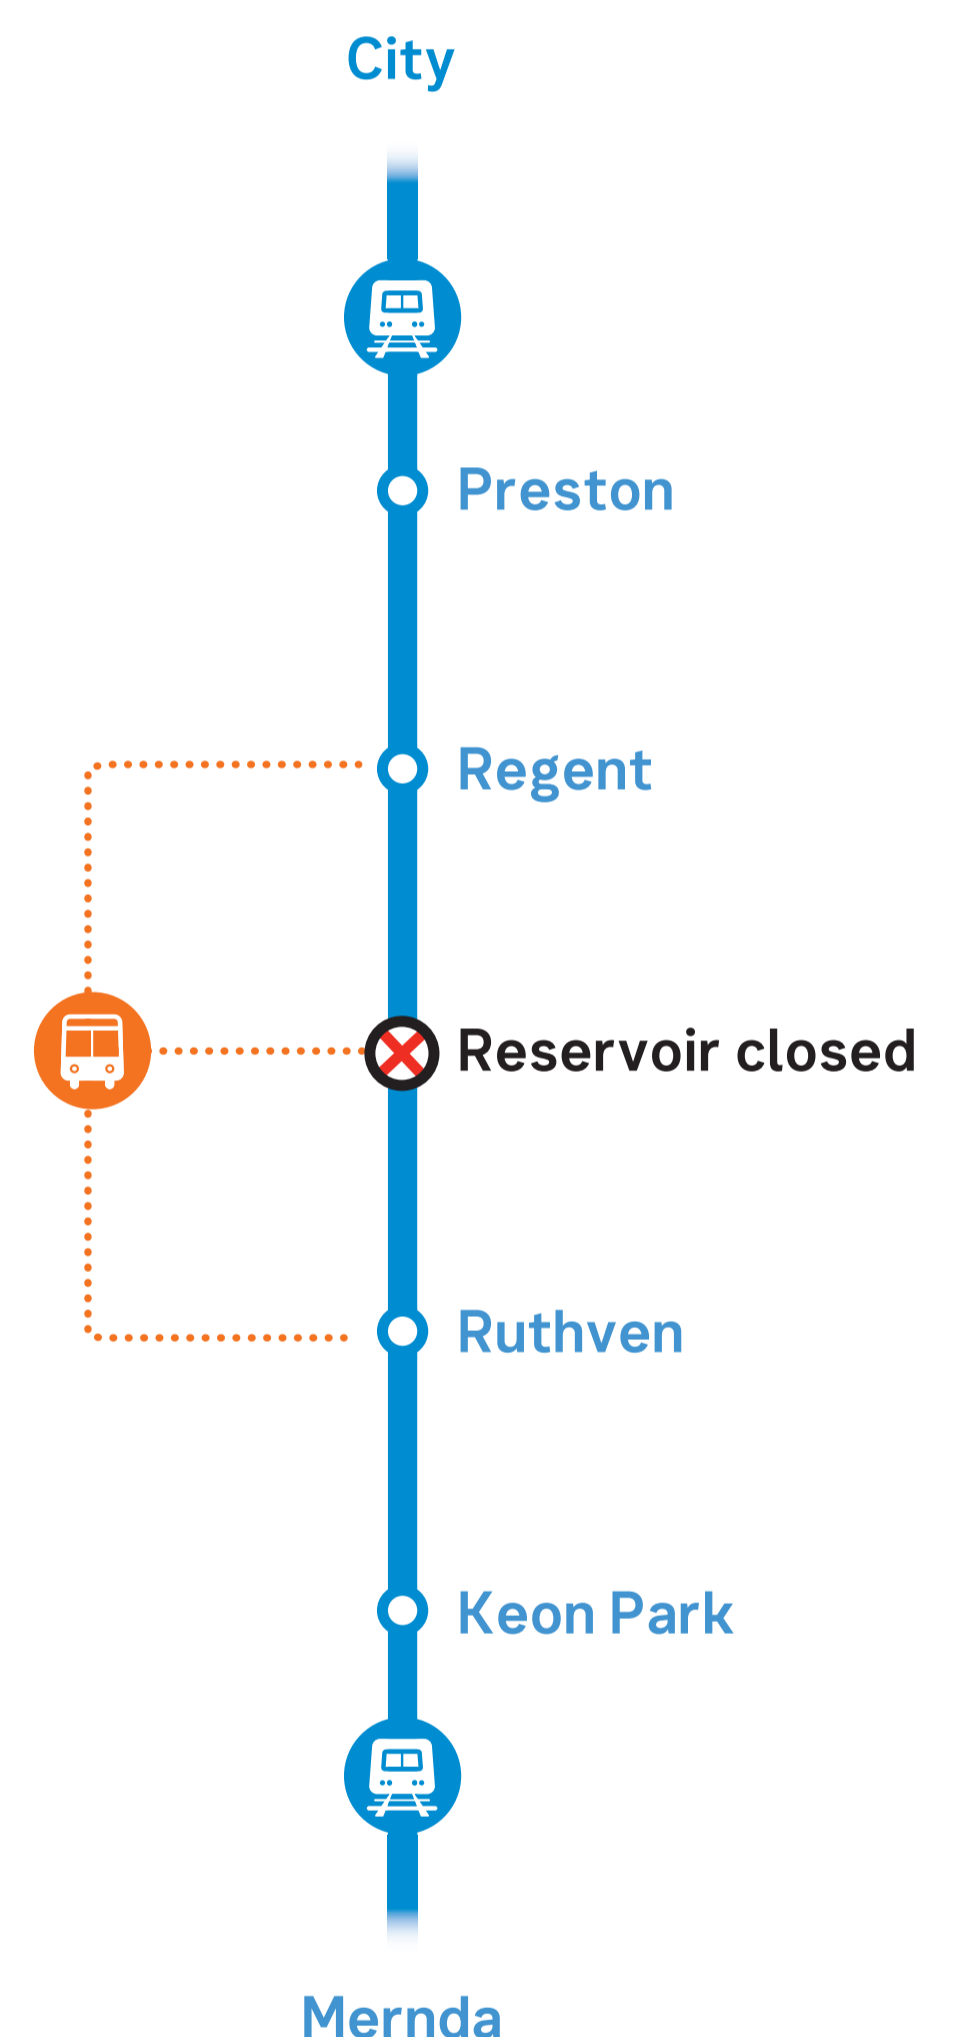 City
Preston
Regent
Reservoir closed
Ruthven
Keon Park
Mernda